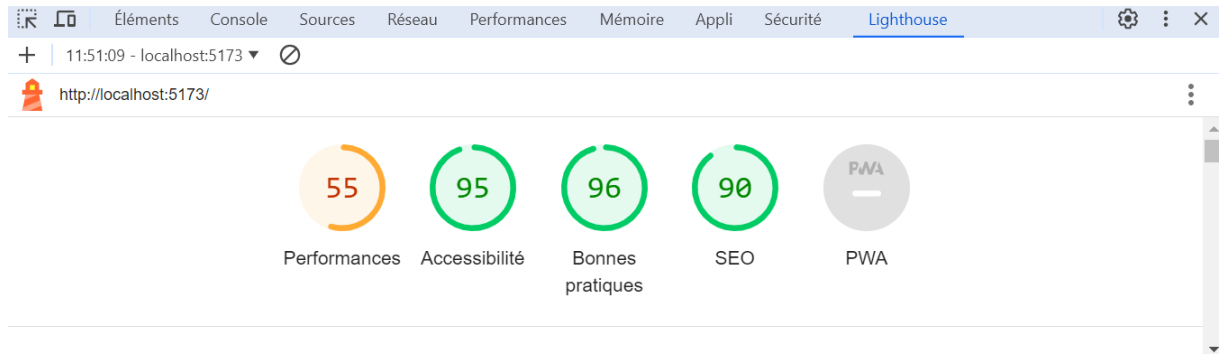 Éléments Console Sources Réseau Performances Mémoire Appli Sécurité Lighthouse
11:51:09 - localhost:5173
http://localhost:5173/
55 95 96 90 PWA
Performances Accessibilité Bonnes pratiques SEO PWA